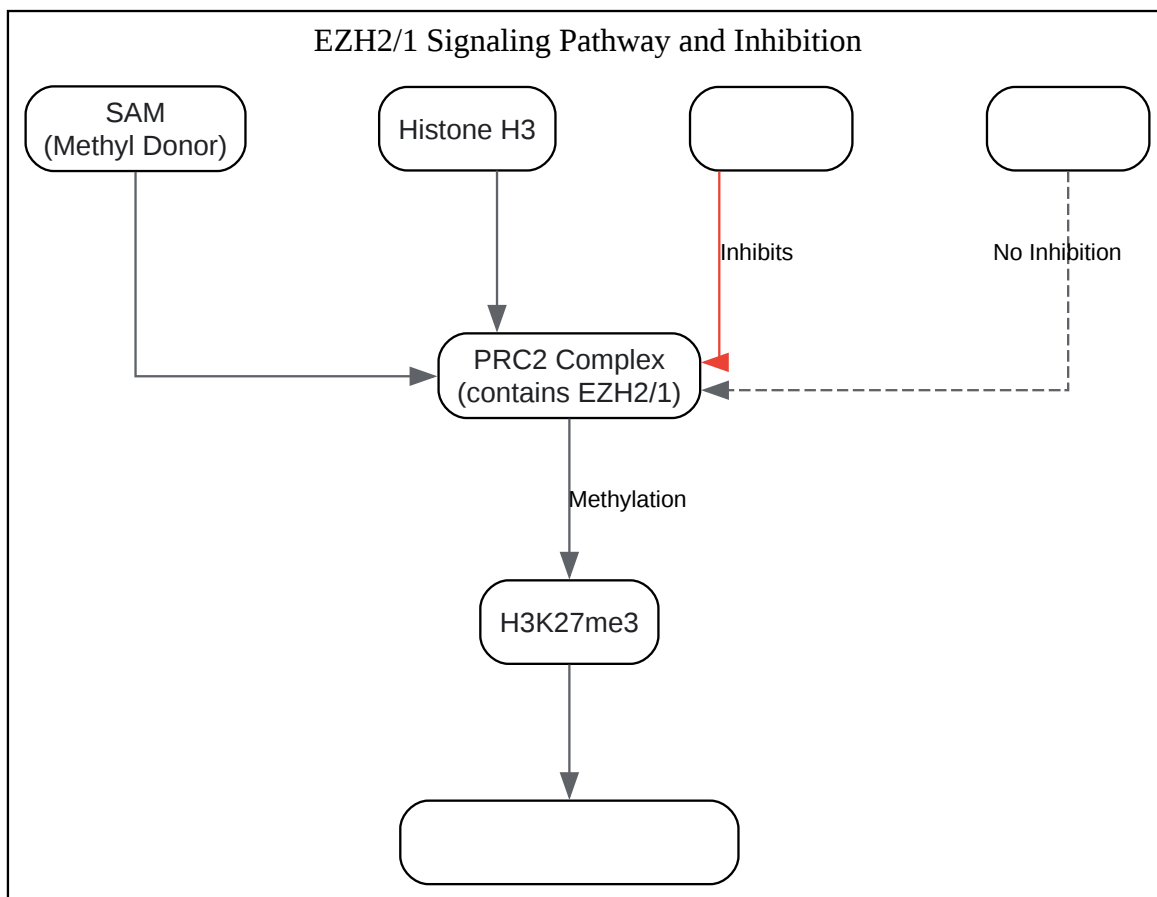 EZH2/1 Signaling Pathway and Inhibition
SAM
(Methyl Donor)
Histone H3
Inhibits
No Inhibition
PRC2 Complex
(contains EZH2/1)
Methylation
H3K27me3